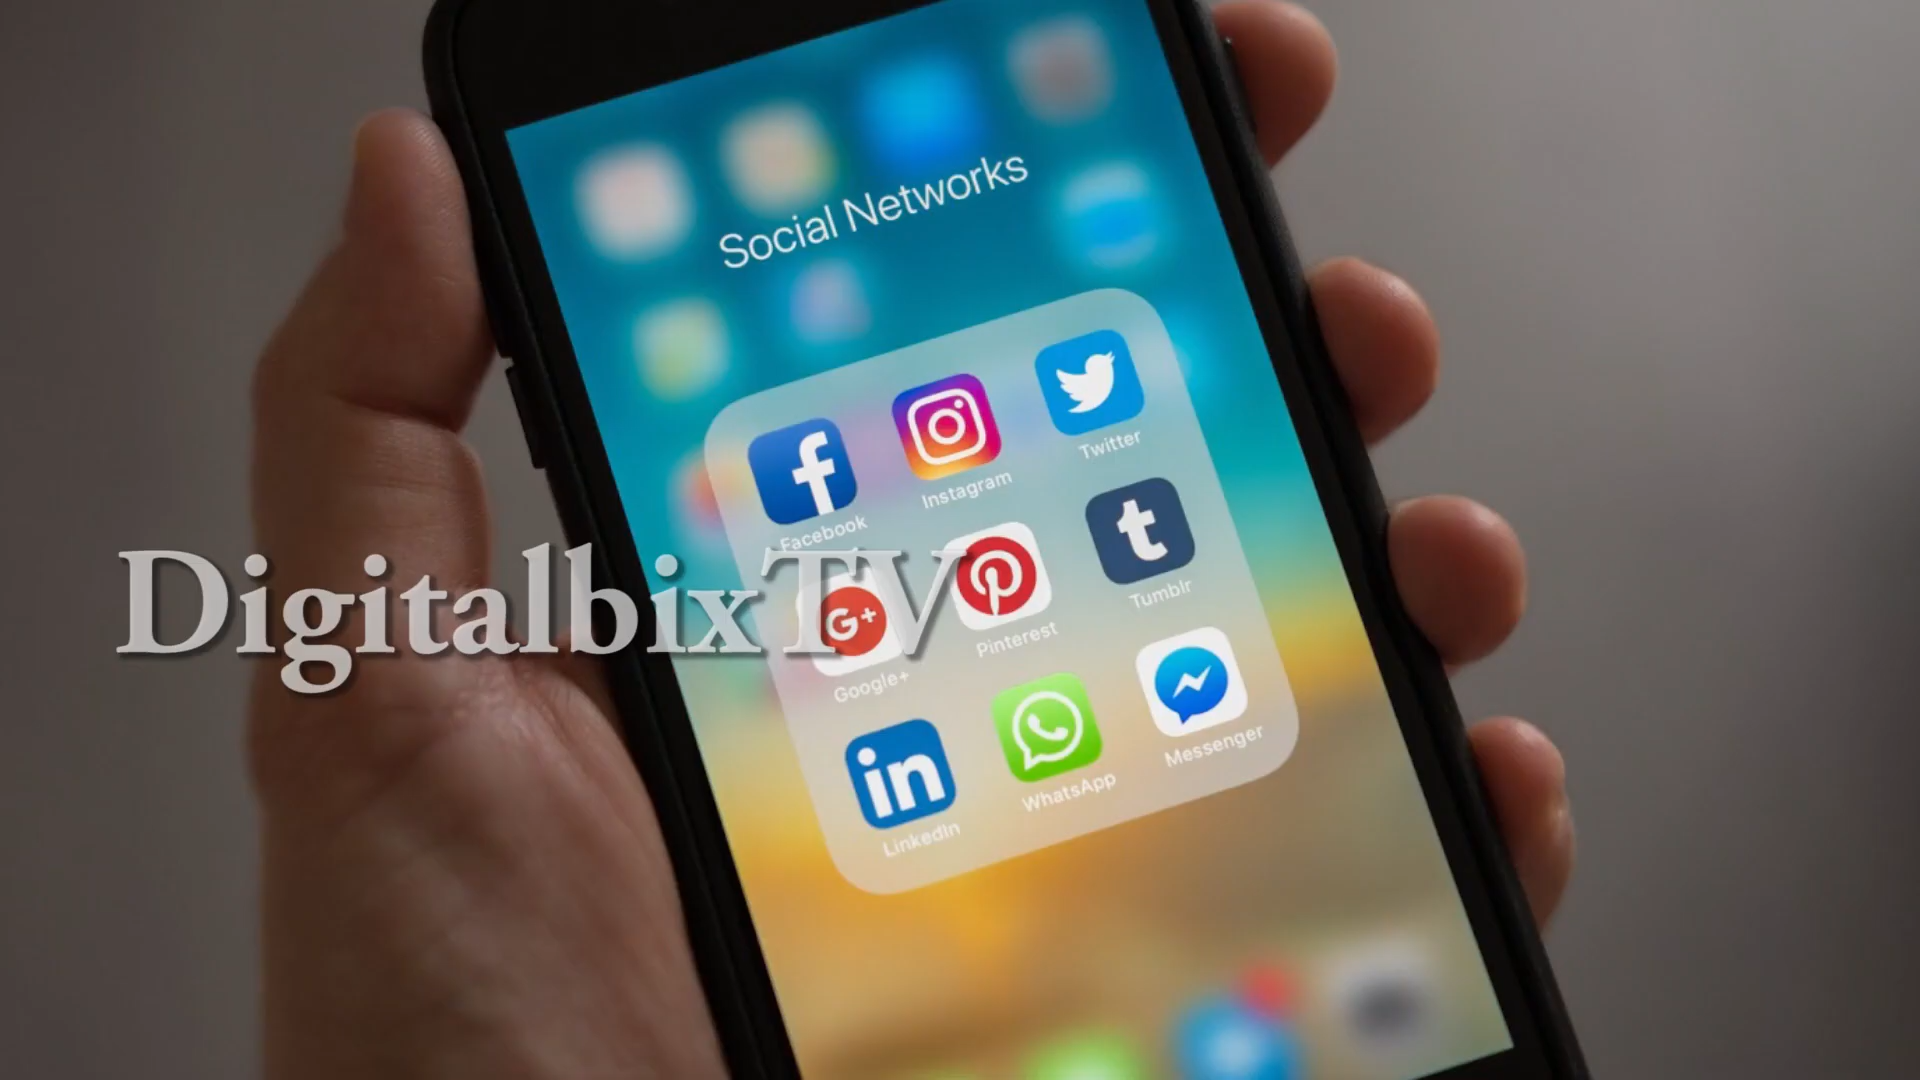 Social Networks
Facebook
Instagram
Twitter
DigitalbixTV
Google+
Pinterest
Tumblr
LinkedIn
WhatsApp
Messenger